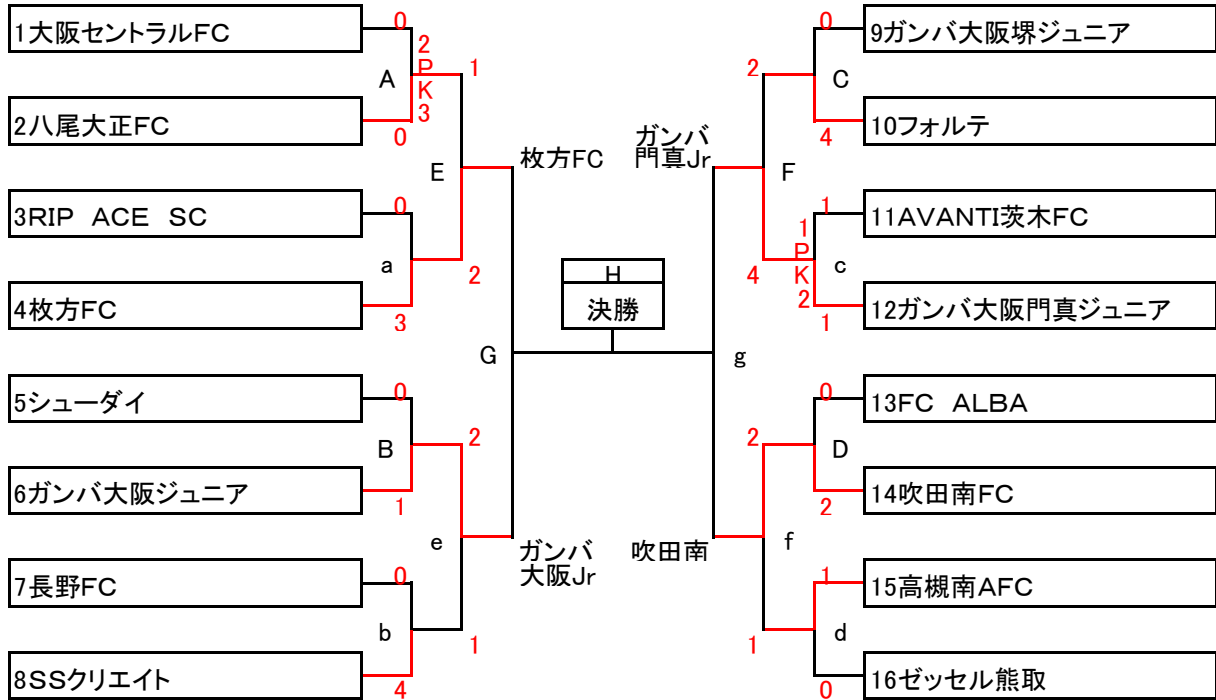 1大阪セントラルFC
0
2
P
K
3
A
1
2八尾大正FC
0
E
枚方FC
3RIP ACE SC
0
a
2
4枚方FC
3
G
5シューダイ
0
B
2
6ガンバ大阪ジュニア
1
e
ガンバ
大阪Jr
7長野FC
0
b
1
8SSクリエイト
4
H
決勝
0
9ガンバ大阪堺ジュニア
2
C
10フォルテ
4
ガンバ
門真Jr
F
1
11AVANTI茨木FC
1
P
K
2
c
4
12ガンバ大阪門真ジュニア
1
g
0
13FC ALBA
2
D
14吹田南FC
2
吹田南
f
1
15高槻南AFC
1
d
16ゼッセル熊取
0